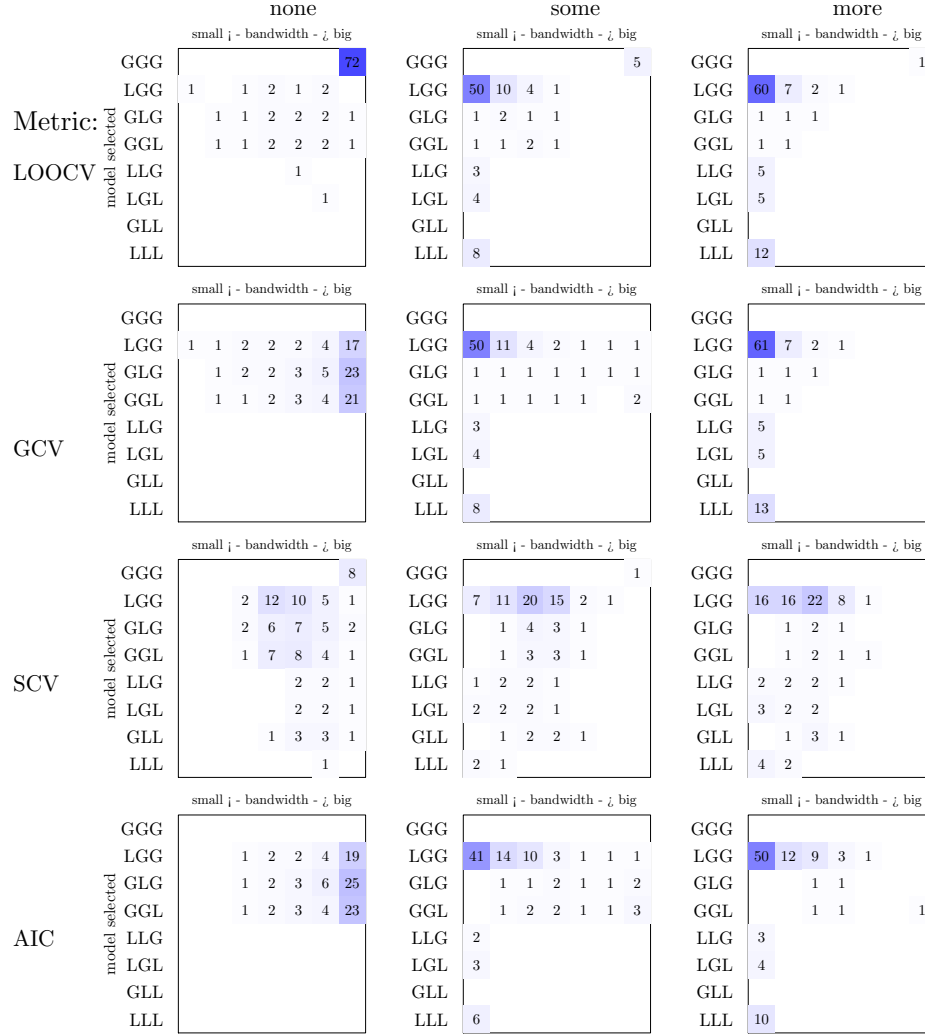 none some more
small ¡ - bandwidth - ¿ big small ¡ - bandwidth - ¿ big small ¡ - bandwidth - ¿ big
GGG 72 GGG 5 GGG 1
LGG 1 1 2 1 2 LGG 50 10 4 1 LGG 60 7 2 1
Metric:
model selected
GLG 1 1 2 2 2 1 GLG 1 2 1 1 GLG 1 1 1
GGL 1 1 2 2 2 1 GGL 1 1 2 1 GGL 1 1
LOOCV
LLG 1 LLG 3 LLG 5
LGL 1 LGL 4 LGL 5
GLL GLL GLL
LLL LLL 8 LLL 12
small ¡ - bandwidth - ¿ big small ¡ - bandwidth - ¿ big small ¡ - bandwidth - ¿ big
GGG GGG GGG
LGG 1 1 2 2 2 4 17 LGG 50 11 4 2 1 1 1 LGG 61 7 2 1
GLG 1 2 2 3 5 23 GLG 1 1 1 1 1 1 1 GLG 1 1 1
model selected
GGL 1 1 2 3 4 21 GGL 1 1 1 1 1 2 GGL 1 1
LLG LLG 3 LLG 5
GCV
LGL LGL 4 LGL 5
GLL GLL GLL
LLL LLL 8 LLL 13
small ¡ - bandwidth - ¿ big small ¡ - bandwidth - ¿ big small ¡ - bandwidth - ¿ big
GGG 8 GGG 1 GGG
LGG 2 12 10 5 1 LGG 7 11 20 15 2 1 LGG 16 16 22 8 1
GLG 2 6 7 5 2 GLG 1 4 3 1 GLG 1 2 1
model selected
GGL 1 7 8 4 1 GGL 1 3 3 1 GGL 1 2 1 1
SCV
LLG 2 2 1 LLG 1 2 2 1 LLG 2 2 2 1
LGL 2 2 1 LGL 2 2 2 1 LGL 3 2 2
GLL 1 3 3 1 GLL 1 2 2 1 GLL 1 3 1
LLL 1 LLL 2 1 LLL 4 2
small ¡ - bandwidth - ¿ big small ¡ - bandwidth - ¿ big small ¡ - bandwidth - ¿ big
GGG GGG GGG
LGG 1 2 2 4 19 LGG 41 14 10 3 1 1 1 LGG 50 12 9 3 1
GLG 1 2 3 6 25 GLG 1 1 2 1 1 2 GLG 1 1
model selected
GGL 1 2 3 4 23 GGL 1 2 2 1 1 3 GGL 1 1 1
AIC
LLG LLG 2 LLG 3
LGL LGL 3 LGL 4
GLL GLL GLL
LLL LLL 6 LLL 10